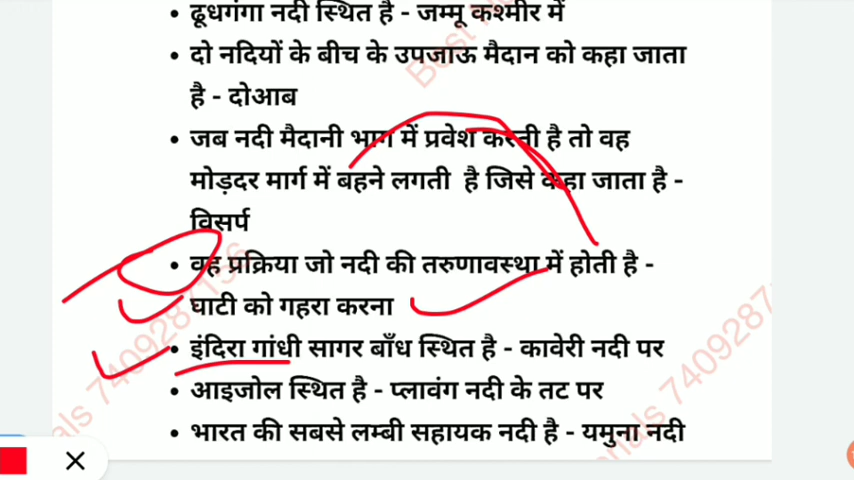 • ढूधगंगा नदी स्थित है - जम्मू कश्मीर में
• दो नदियों के बीच के उपजाऊ मैदान को कहा जाता
है - दोआब
• जब नदी मैदानी भाग में प्रवेश करती है तो वह
मोड़दर मार्ग में बहने लगती है जिसे कहा जाता है -
विसर्प
• वह प्रक्रिया जो नदी की तरुणावस्था में होती है -
घाटी को गहरा करना
• इंदिरा गांधी सागर बाँध स्थित है - कावेरी नदी पर
• आइजोल स्थित है - प्लावंग नदी के तट पर
• भारत की सबसे लम्बी सहायक नदी है - यमुना नदी